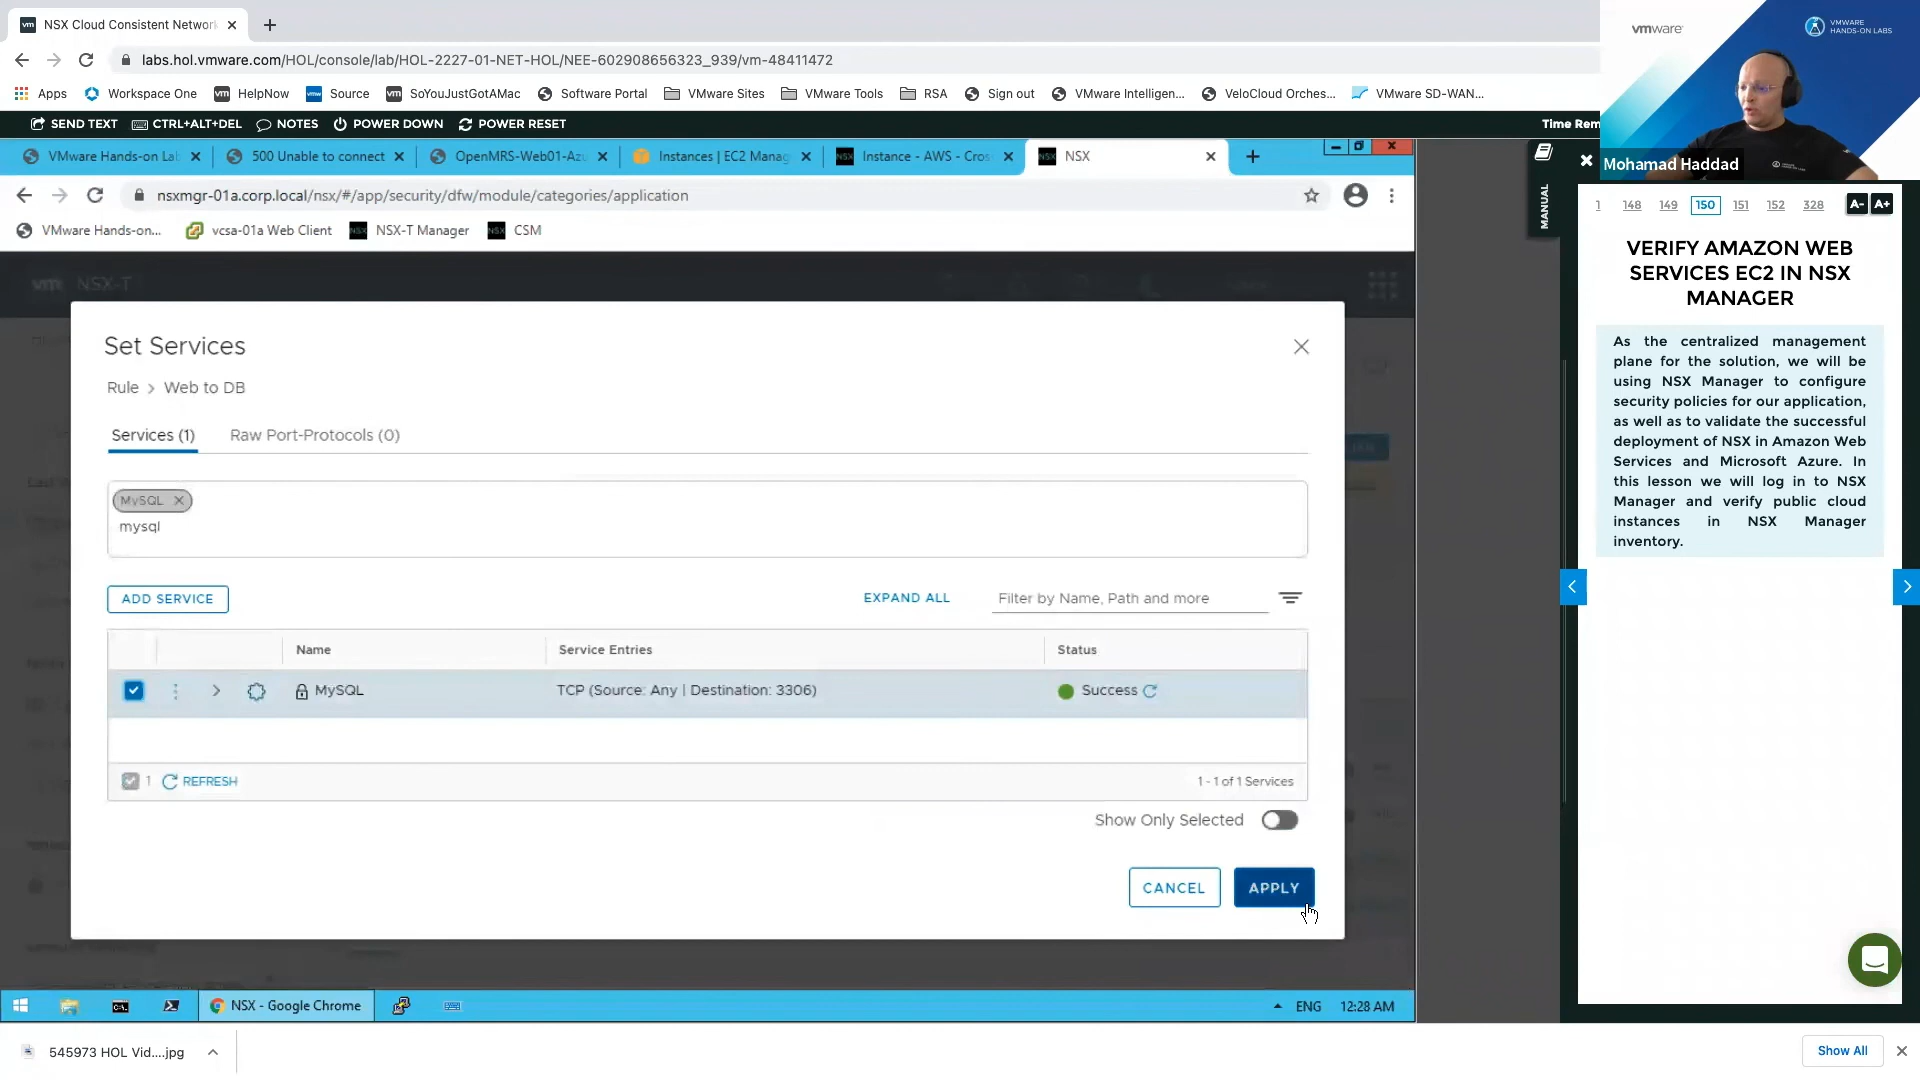 NSX Cloud Consistent Network
labs.hol.vmware.com/HOL/console/lab/HOL-2227-01-NET-HOL/NEE-602908656323_939/vm-48411472
Apps Workspace One HelpNow Source SoYouJustGotAMac Software Portal VMware Sites VMware Tools RSA Sign out VMware Intelligen... VeloCloud Orches... VMware SD-WAN...
SEND TEXT CTRL+ALT+DEL NOTES POWER DOWN POWER RESET Time Rem
vmware
VMWARE
HANDS-ON LABS
Mohamad Haddad
VMware Hands-on La 500 Unable to connect OpenMRS-Web01-Azu Instances | EC2 Manag Instance - AWS - Cros NSX
nsxmgr-01a.corp.local/nsx/#/app/security/dfw/module/categories/application
VMware Hands-on... vcsa-01a Web Client NSX-T Manager CSM
vm NSX-T
Set Services
Rule > Web to DB
Services (1) Raw Port-Protocols (0)
MySQL
mysql
ADD SERVICE EXPAND ALL Filter by Name, Path and more
Name Service Entries Status
MySQL TCP (Source: Any | Destination: 3306) Success
1 REFRESH 1 - 1 of 1 Services
Show Only Selected
CANCEL APPLY
NSX - Google Chrome ENG 12:28 AM
MANUAL
1 148 149 150 151 152 328 A- A+
VERIFY AMAZON WEB
SERVICES EC2 IN NSX
MANAGER
As the centralized management
plane for the solution, we will be
using NSX Manager to configure
security policies for our application,
as well as to validate the successful
deployment of NSX in Amazon Web
Services and Microsoft Azure. In
this lesson we will log in to NSX
Manager and verify public cloud
instances in NSX Manager
inventory.
545973 HOL Vid....jpg Show All